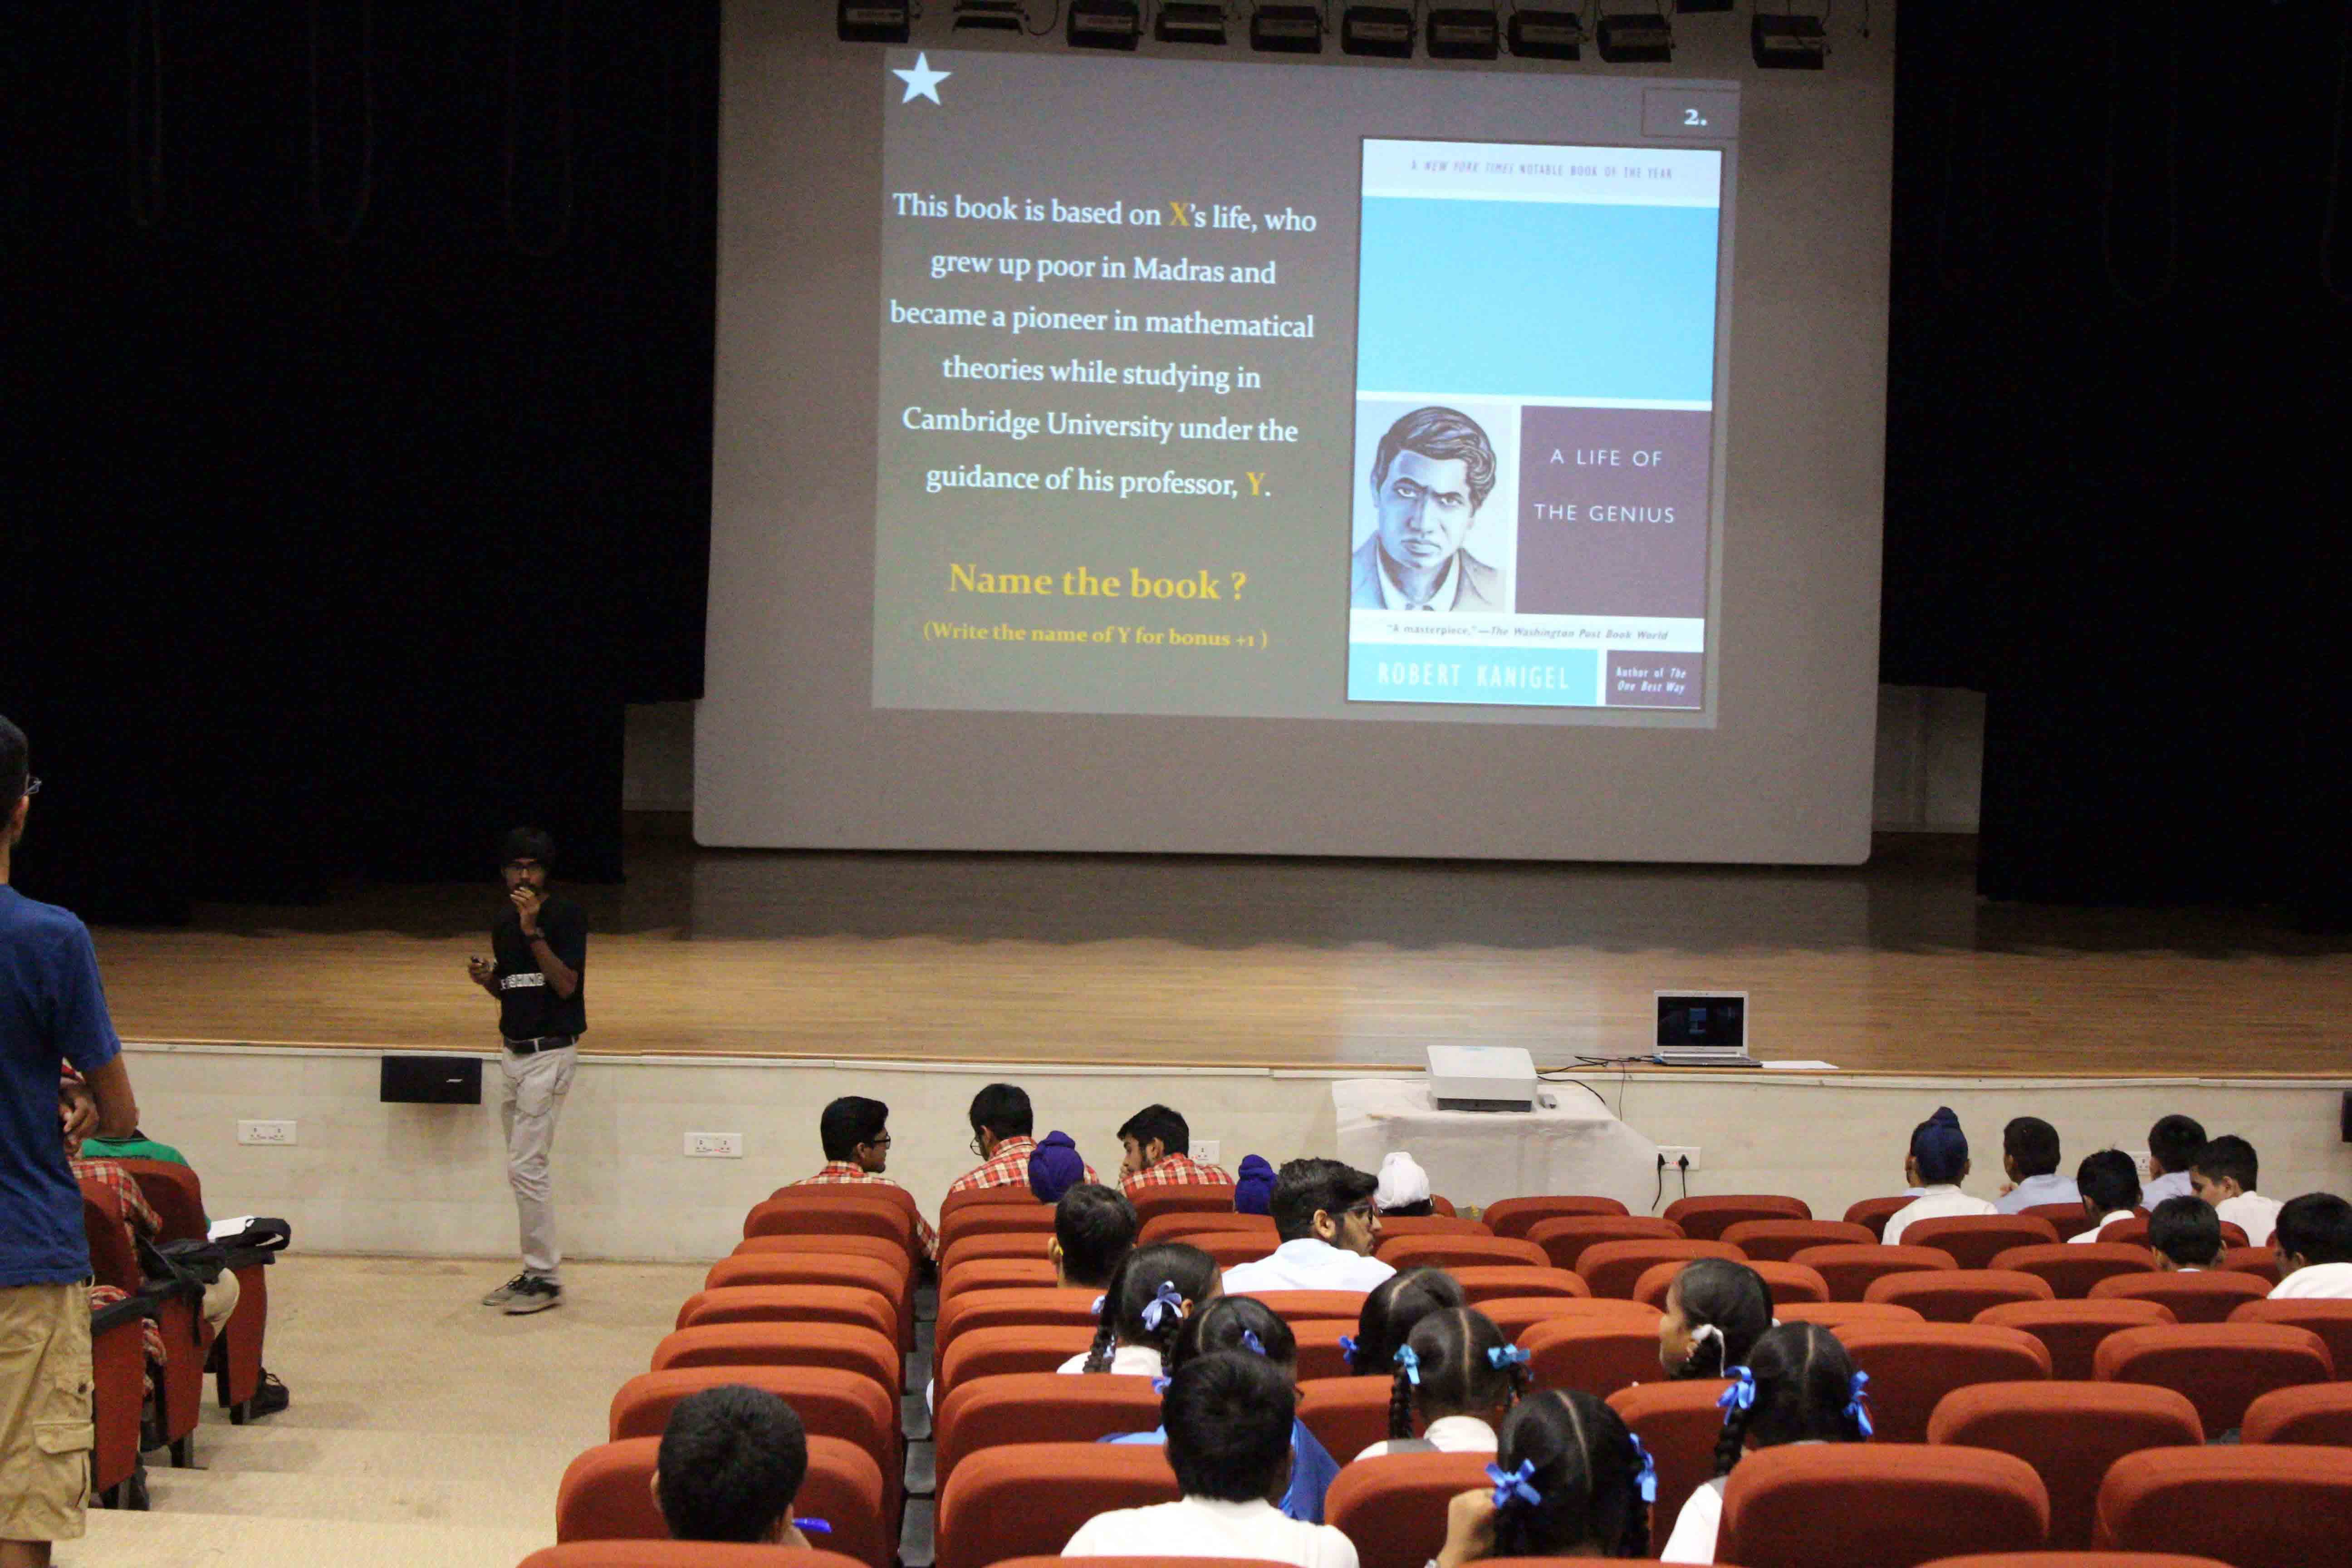 2.
This book is based on X's life, who
grew up poor in Madras and
became a pioneer in mathematical
theories while studying in
Cambridge University under the
guidance of his professor, Y.
Name the book ?
(Write the name of Y for bonus +1 )
A NEW YORK TIMES NOTABLE BOOK OF THE YEAR
A LIFE OF
THE GENIUS
"A masterpiece,"—The Washington Post Book World
ROBERT KANIGEL
Author of The
One Best Way